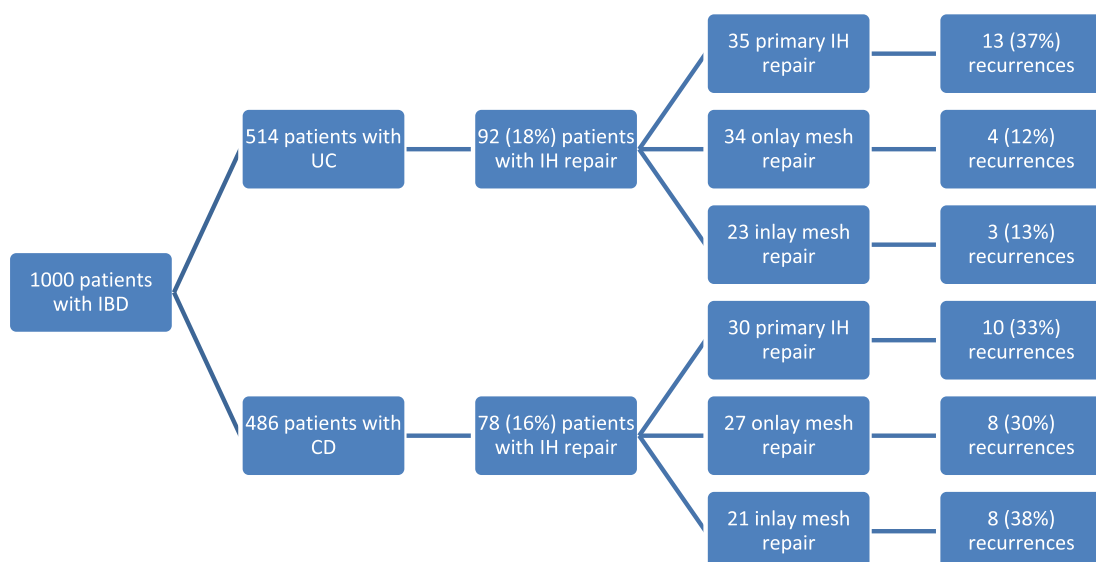 1000 patients
with IBD
514 patients with
UC
92 (18%) patients
with IH repair
35 primary IH
repair
13 (37%)
recurrences
34 onlay mesh
repair
4 (12%)
recurrences
23 inlay mesh
repair
3 (13%)
recurrences
486 patients with
CD
78 (16%) patients
with IH repair
30 primary IH
repair
10 (33%)
recurrences
27 onlay mesh
repair
8 (30%)
recurrences
21 inlay mesh
repair
8 (38%)
recurrences